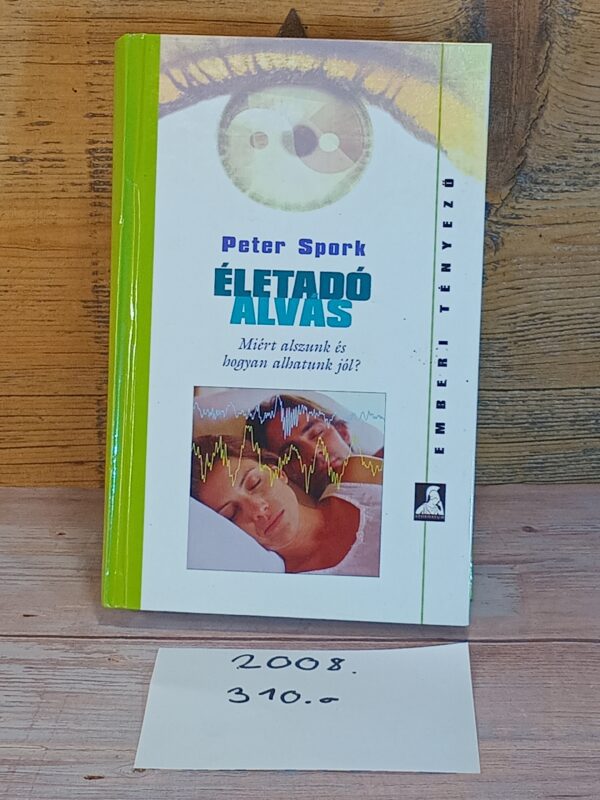 Peter Spork
ÉLETADÓ
ALVÁS
Miért alszunk és
hogyan alhatunk jól?
EMBERI TÉNYEZŐ
2008.
310.-